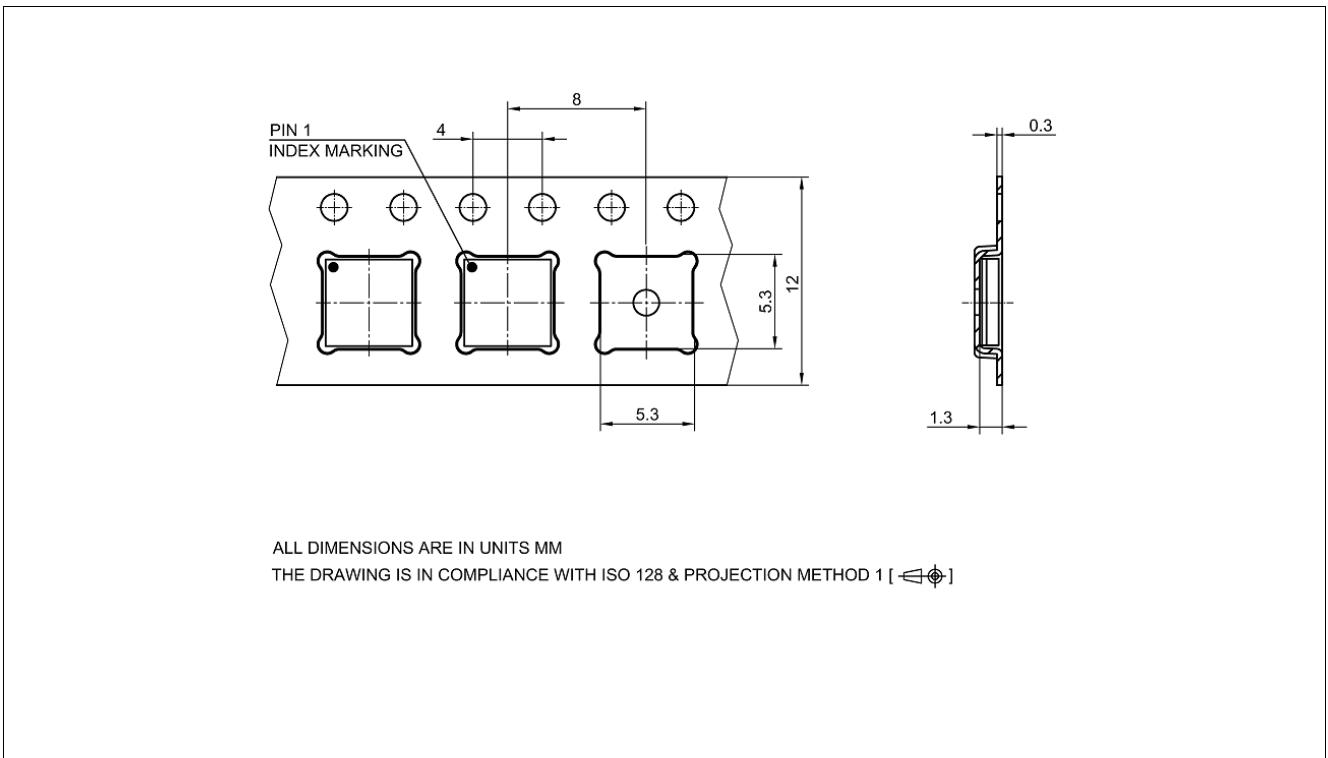 8
PIN 1
INDEX MARKING
4
0.3
5.3
12
5.3
1.3
ALL DIMENSIONS ARE IN UNITS MM
THE DRAWING IS IN COMPLIANCE WITH ISO 128 & PROJECTION METHOD 1 [ ]